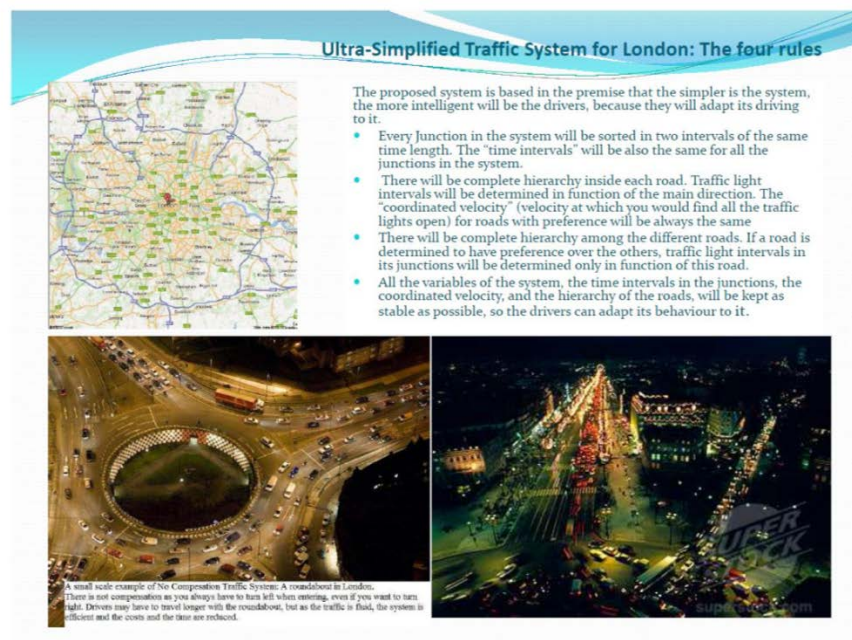 Ultra-Simplified Traffic System for London: The four rules
The proposed system is based in the premise that the simpler is the system,
the more intelligent will be the drivers, because they will adapt its driving
to it.
Every Junction in the system will be sorted in two intervals of the same
time length. The “time intervals” will be also the same for all the
junctions in the system.
There will be complete hierarchy inside each road. Traffic light
intervals will be determined in function of the main direction. The
“coordinated velocity” (velocity at which you would find all the traffic
lights open) for roads with preference will be always the same
There will be complete hierarchy among the different roads. If a road is
determined to have preference over the others, traffic light intervals in
its junctions will be determined only in function of this road.
All the variables of the system, the time intervals in the junctions, the
coordinated velocity, and the hierarchy of the roads, will be kept as
stable as possible, so the drivers can adapt its behaviour to it.
A small scale example of No Compesation Traffic System: A roundabout in London.
There is not compensation as you always have to turn left when entering, even if you want to turn
right. Drivers may have to travel longer with the roundabout, but as the traffic is fluid, the system is
efficient and the costs and the time are reduced.
SUPER
STOCK
superstock.com